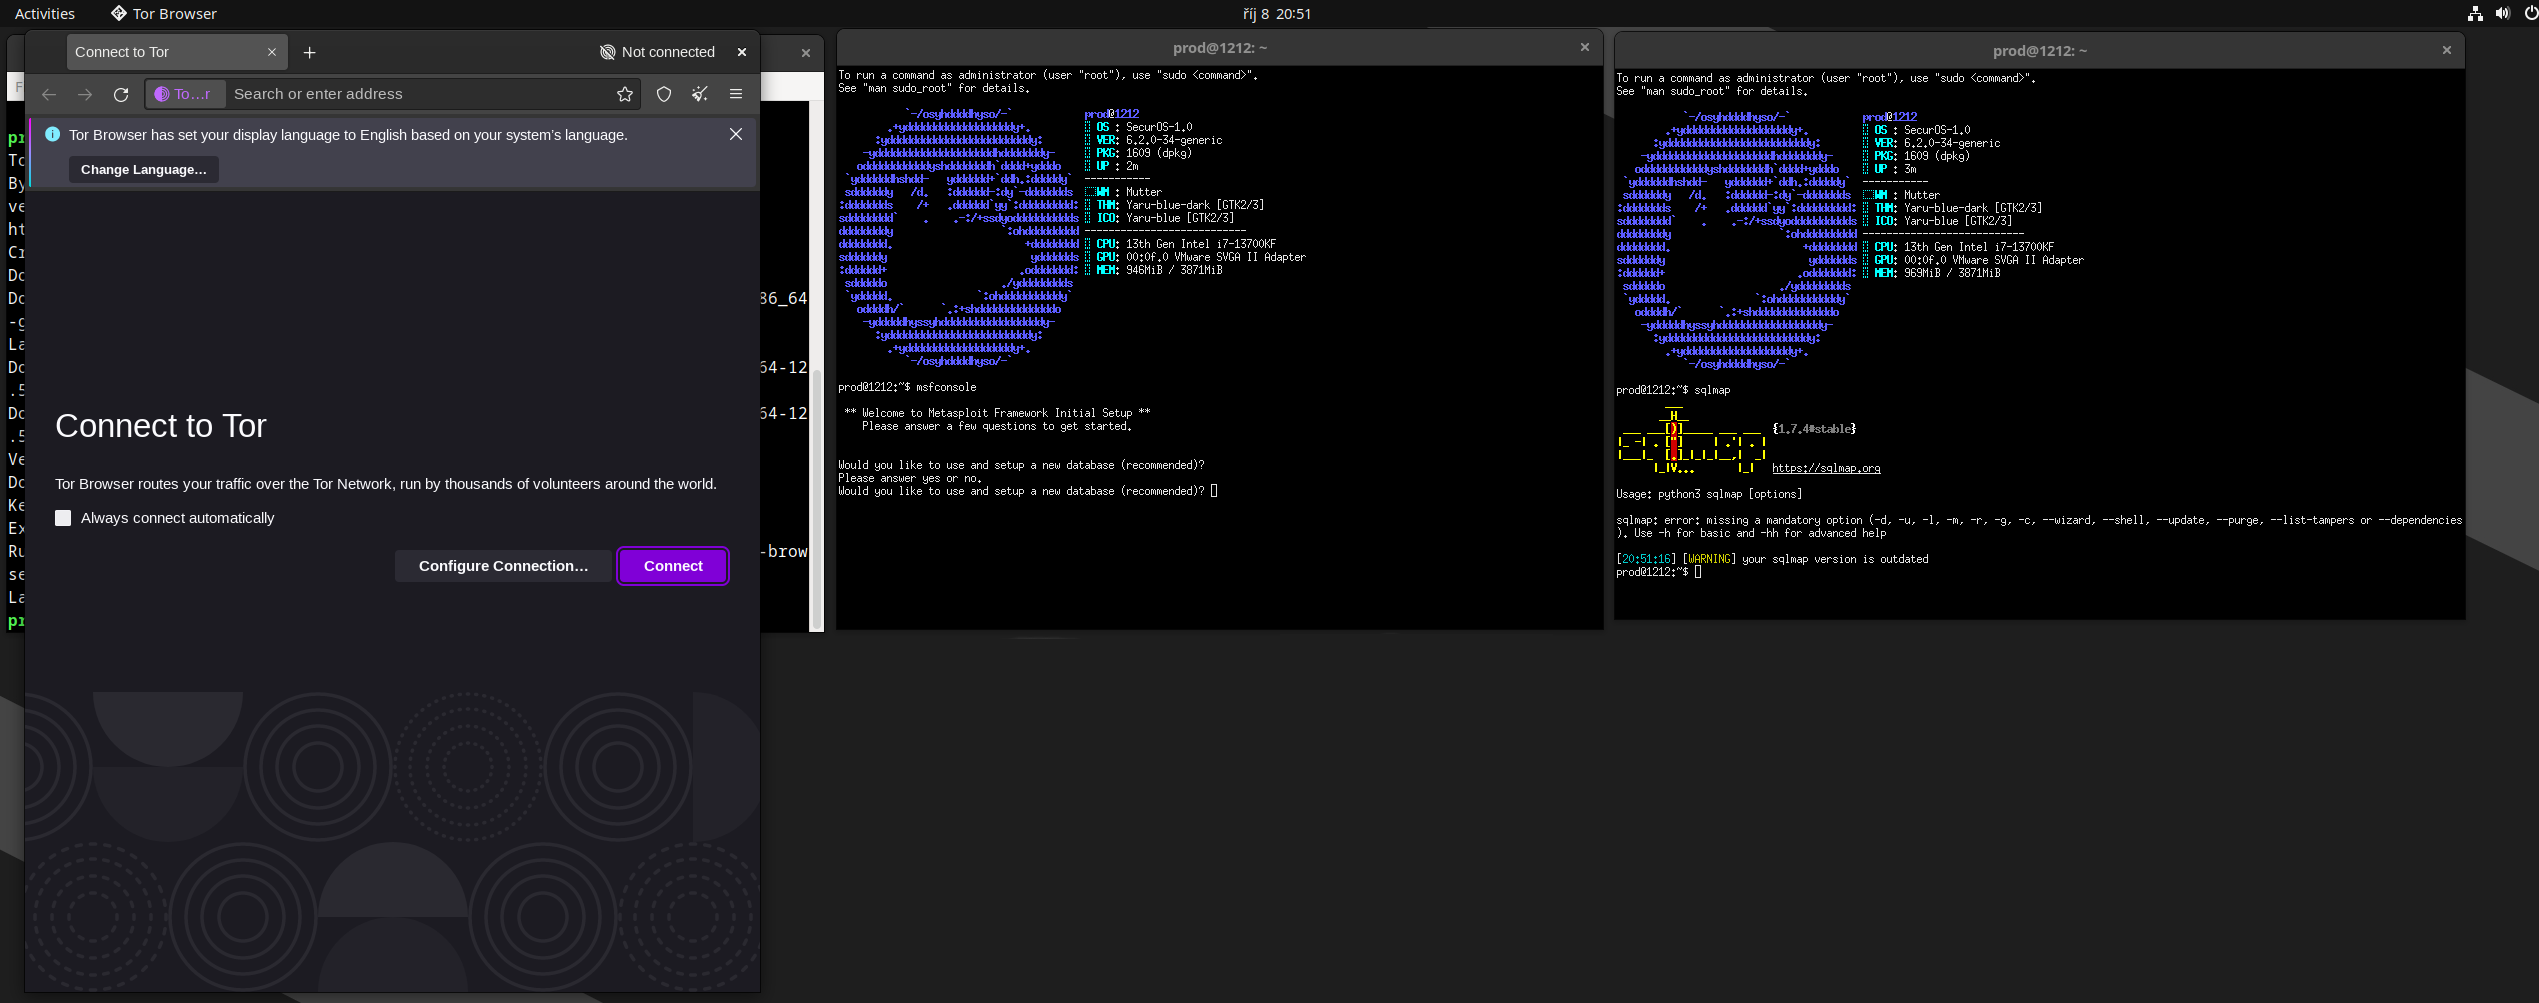 Activities
Tor Browser
říj 8 20:51
Connect to Tor
Not connected
To...r
Search or enter address
Tor Browser has set your display language to English based on your system's language.
Change Language...
86_64
64-12
64-12
-brow
Connect to Tor
Tor Browser routes your traffic over the Tor Network, run by thousands of volunteers around the world.
Always connect automatically
Configure Connection...
Connect
prod@1212: ~
To run a command as administrator (user "root"), use "sudo <command>".
See "man sudo_root" for details.
prod@1212
OS : SecurOS-1.0
VER: 6.2.0-34-generic
PKG: 1609 (dpkg)
UP : 2m
-----------
WM : Mutter
THM: Yaru-blue-dark [GTK2/3]
ICO: Yaru-blue [GTK2/3]
---------------------------
CPU: 13th Gen Intel i7-13700KF
GPU: 00:0f.0 VMware SVGA II Adapter
MEM: 946MiB / 3871MiB
prod@1212:~$ msfconsole
** Welcome to Metasploit Framework Initial Setup **
Please answer a few questions to get started.
Would you like to use and setup a new database (recommended)?
Please answer yes or no.
Would you like to use and setup a new database (recommended)?
prod@1212: ~
To run a command as administrator (user "root"), use "sudo <command>".
See "man sudo_root" for details.
prod@1212
OS : SecurOS-1.0
VER: 6.2.0-34-generic
PKG: 1609 (dpkg)
UP : 3m
-----------
WM : Mutter
THM: Yaru-blue-dark [GTK2/3]
ICO: Yaru-blue [GTK2/3]
---------------------------
CPU: 13th Gen Intel i7-13700KF
GPU: 00:0f.0 VMware SVGA II Adapter
MEM: 969MiB / 3871MiB
prod@1212:~$ sqlmap
{1.7.4#stable}
https://sqlmap.org
Usage: python3 sqlmap [options]
sqlmap: error: missing a mandatory option (-d, -u, -l, -m, -r, -g, -c, --wizard, --shell, --update, --purge, --list-tampers or --dependencies
). Use -h for basic and -hh for advanced help
[20:51:16] [WARNING] your sqlmap version is outdated
prod@1212:~$